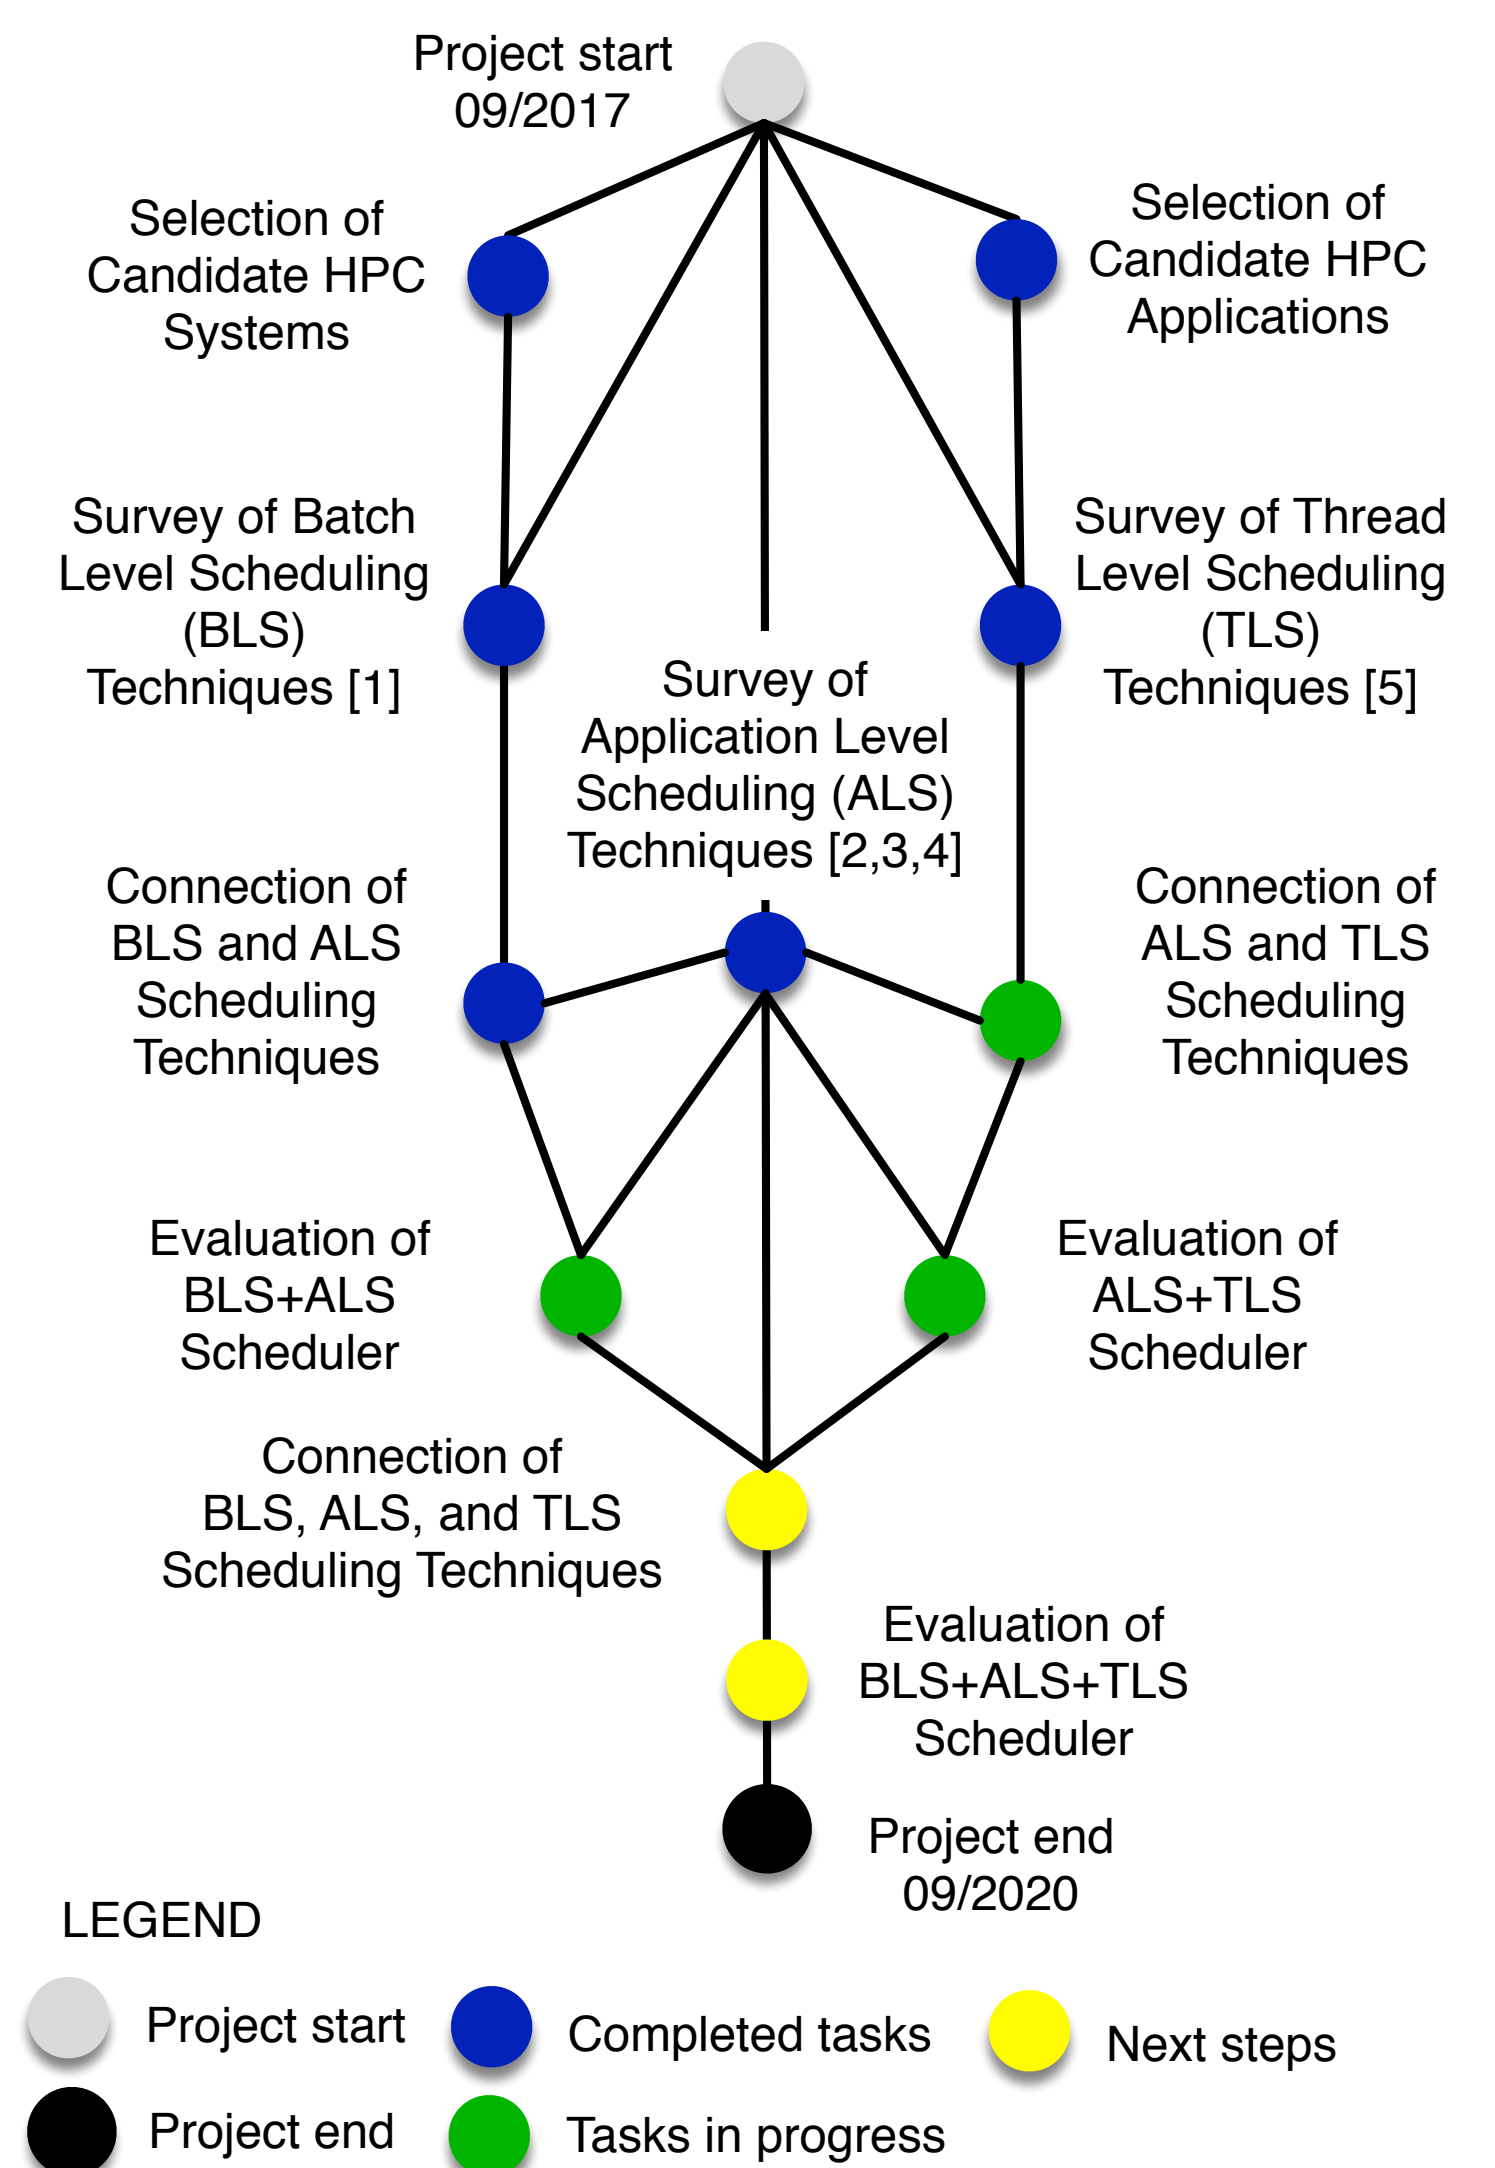 Project start
09/2017
Selection of
Candidate HPC
Systems
Selection of
Candidate HPC
Applications
Survey of Batch
Level Scheduling
(BLS)
Techniques [1]
Survey of Thread
Level Scheduling
(TLS)
Techniques [5]
Survey of
Application Level
Scheduling (ALS)
Techniques [2,3,4]
Connection of
BLS and ALS
Scheduling
Techniques
Connection of
ALS and TLS
Scheduling
Techniques
Evaluation of
BLS+ALS
Scheduler
Evaluation of
ALS+TLS
Scheduler
Connection of
BLS, ALS, and TLS
Scheduling Techniques
Evaluation of
BLS+ALS+TLS
Scheduler
Project end
09/2020
LEGEND
Project start
Completed tasks
Next steps
Project end
Tasks in progress